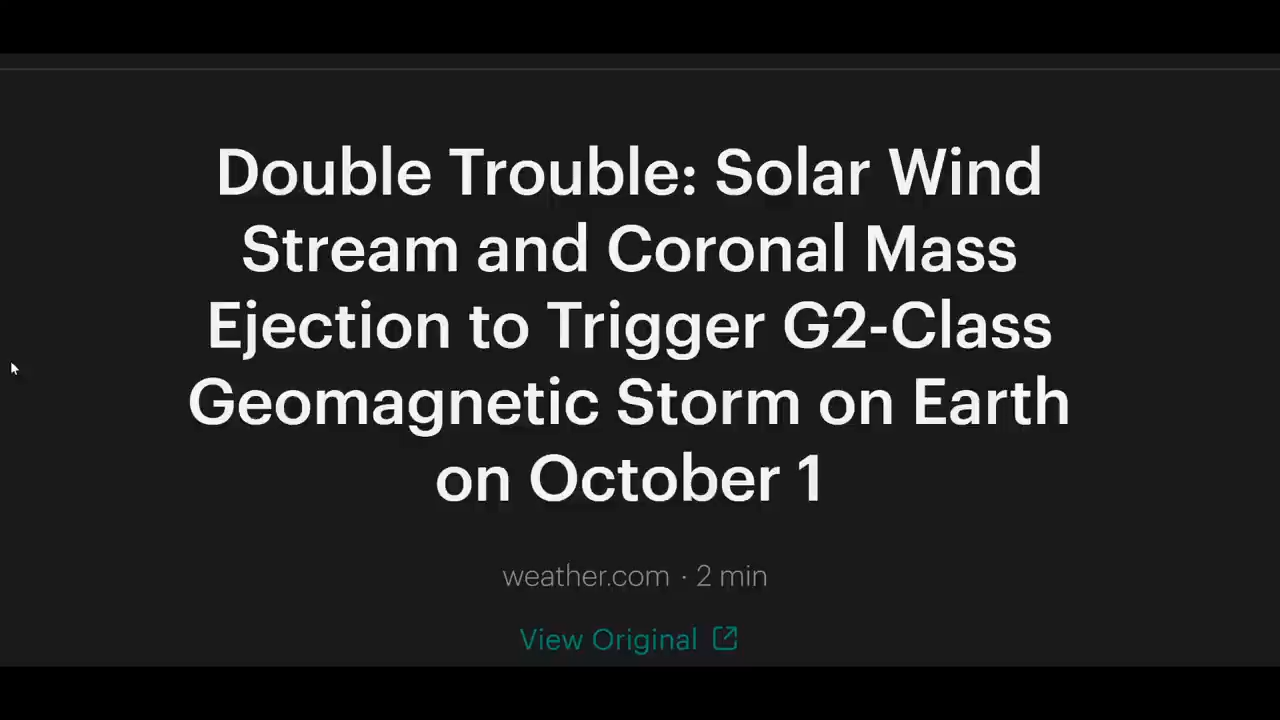 Double Trouble: Solar Wind
Stream and Coronal Mass
Ejection to Trigger G2-Class
Geomagnetic Storm on Earth
on October 1
weather.com · 2 min
View Original